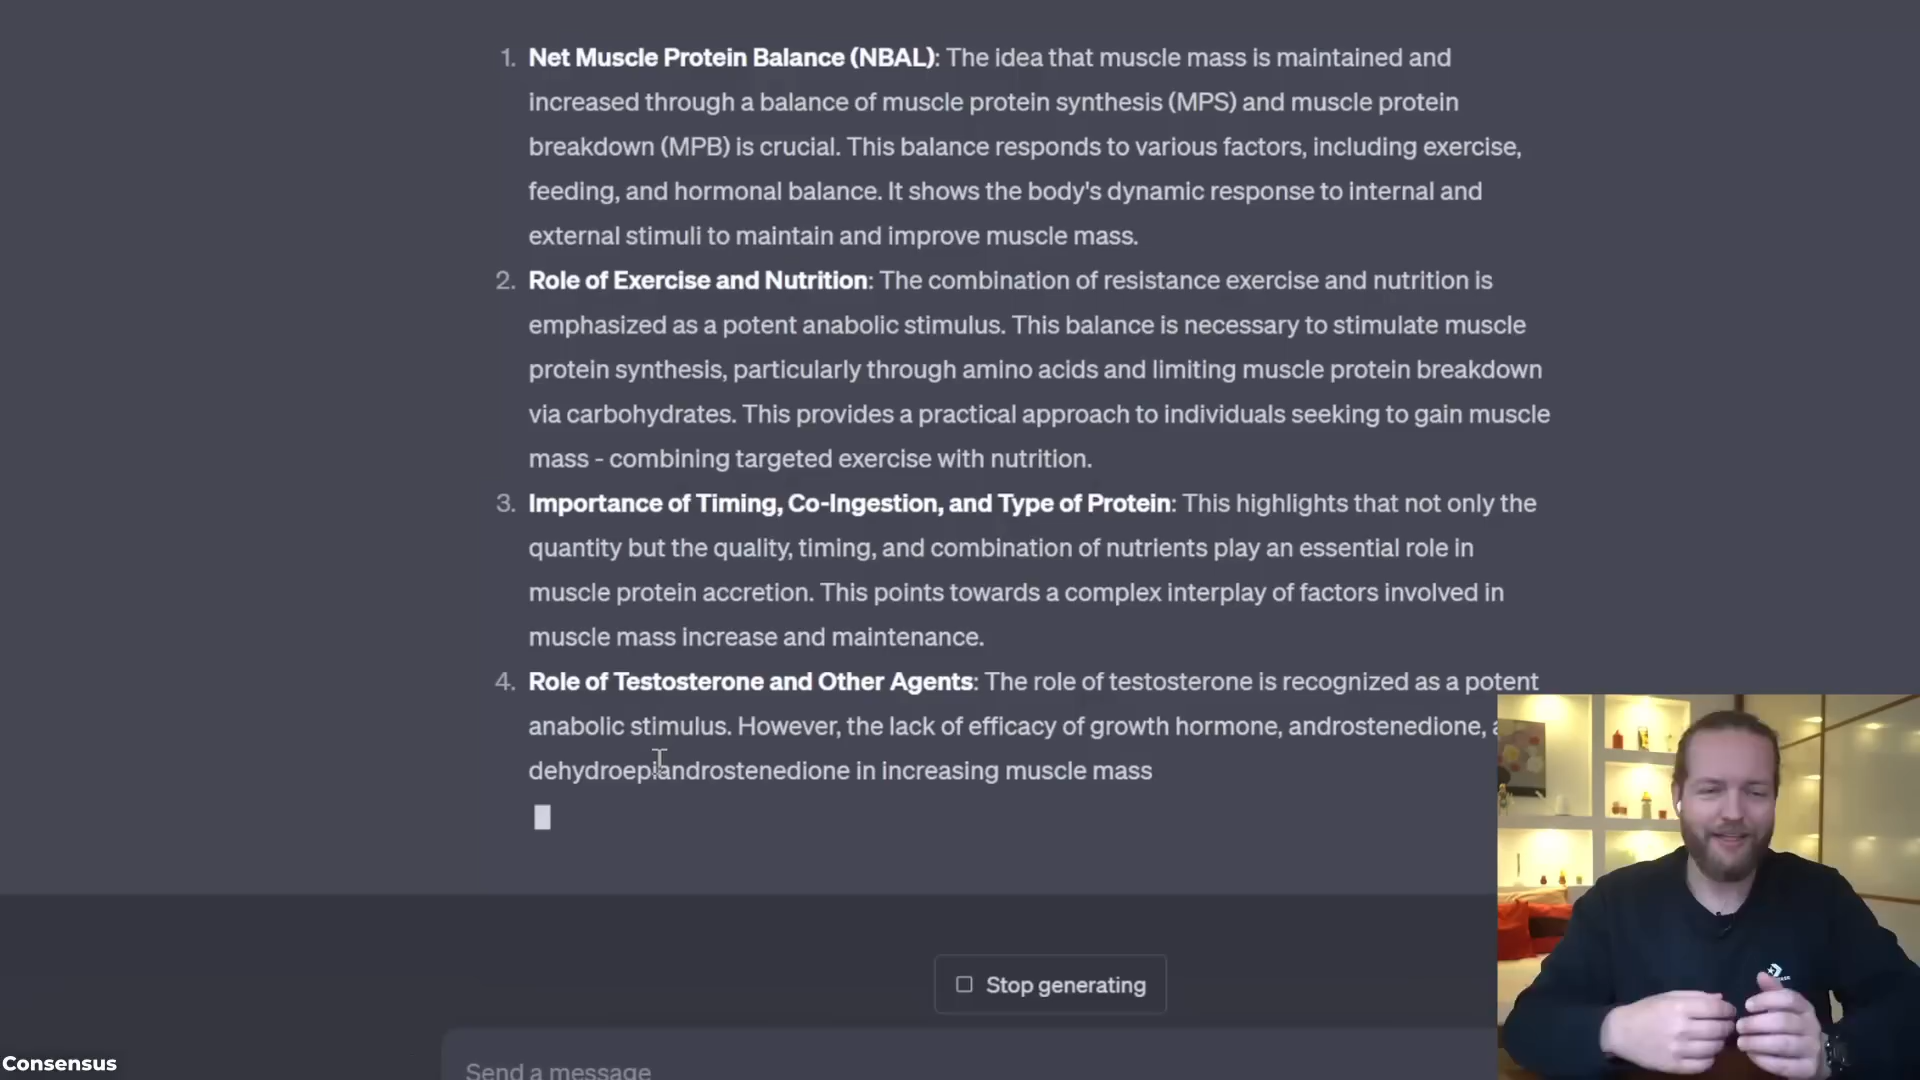 1. Net Muscle Protein Balance (NBAL): The idea that muscle mass is maintained and
increased through a balance of muscle protein synthesis (MPS) and muscle protein
breakdown (MPB) is crucial. This balance responds to various factors, including exercise,
feeding, and hormonal balance. It shows the body's dynamic response to internal and
external stimuli to maintain and improve muscle mass.
2. Role of Exercise and Nutrition: The combination of resistance exercise and nutrition is
emphasized as a potent anabolic stimulus. This balance is necessary to stimulate muscle
protein synthesis, particularly through amino acids and limiting muscle protein breakdown
via carbohydrates. This provides a practical approach to individuals seeking to gain muscle
mass - combining targeted exercise with nutrition.
3. Importance of Timing, Co-Ingestion, and Type of Protein: This highlights that not only the
quantity but the quality, timing, and combination of nutrients play an essential role in
muscle protein accretion. This points towards a complex interplay of factors involved in
muscle mass increase and maintenance.
4. Role of Testosterone and Other Agents: The role of testosterone is recognized as a potent
anabolic stimulus. However, the lack of efficacy of growth hormone, androstenedione,
dehydroepiandrostenedione in increasing muscle mass
Stop generating
Send a message
Consensus